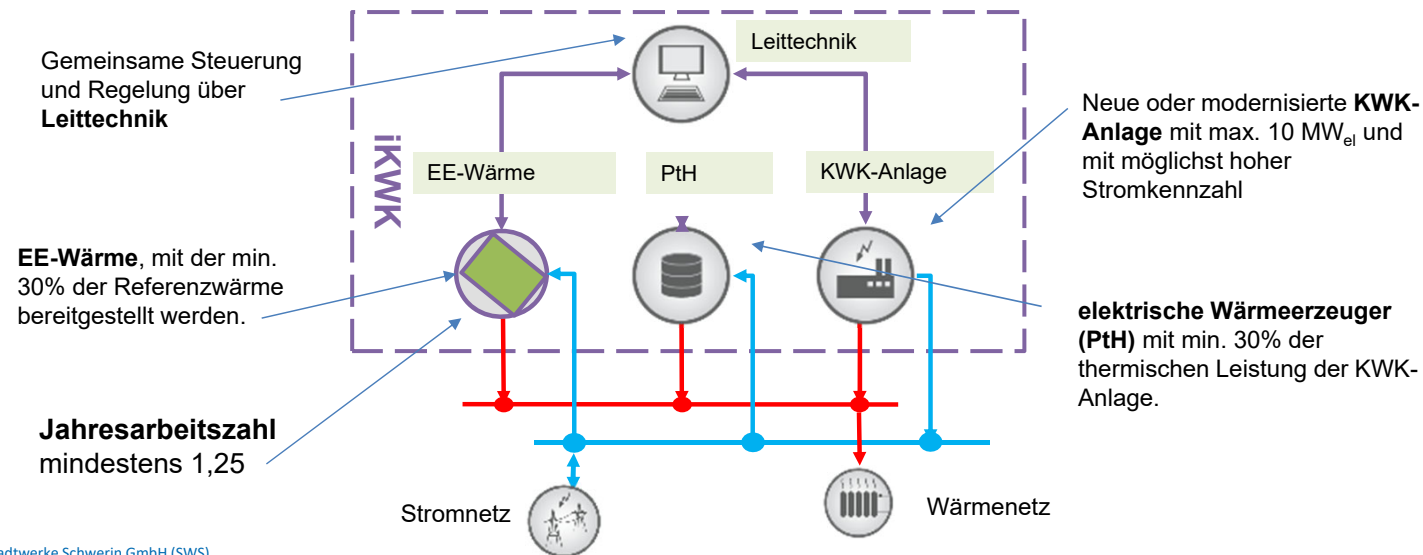 Gemeinsame Steuerung
und Regelung über
Leittechnik
Leittechnik
Neue oder modernisierte KWK-
Anlage mit max. 10 MWel und
mit möglichst hoher
Stromkennzahl
iKWK
EE-Wärme
PtH
KWK-Anlage
EE-Wärme, mit der min.
30% der Referenzwärme
bereitgestellt werden.
elektrische Wärmeerzeuger
(PtH) mit min. 30% der
thermischen Leistung der KWK-
Anlage.
Jahresarbeitszahl
mindestens 1,25
Stromnetz
Wärmenetz
Schwerin GmbH (SWS)